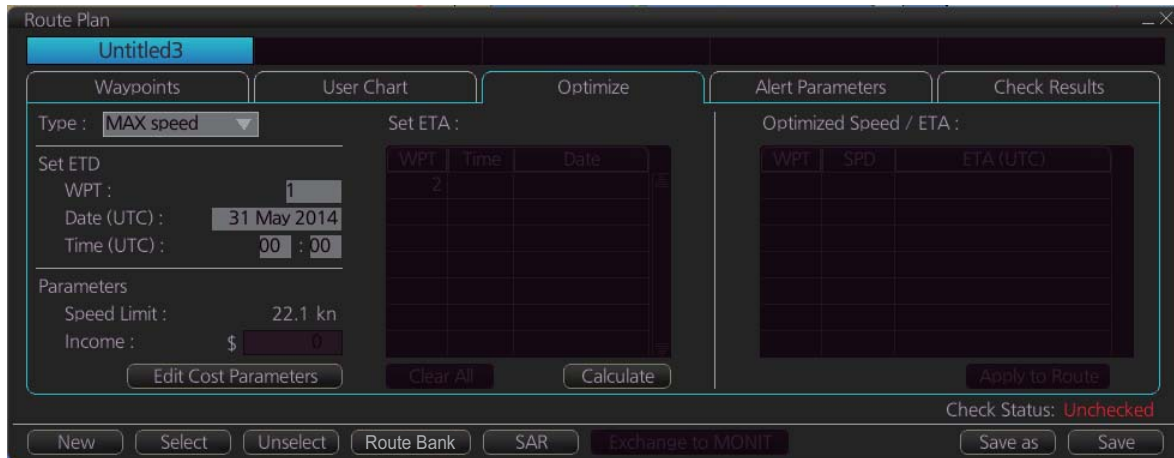 Route Plan
Untitled3
Waypoints User Chart Optimize Alert Parameters Check Results
Type : MAX speed Set ETA : Optimized Speed / ETA :
Set ETD WPT Time Date WPT SPD ETA (UTC)
WPT : 1 2
Date (UTC) : 31 May 2014
Time (UTC) : 00 : 00
Parameters
Speed Limit : 22.1 kn
Income : $ 0
Edit Cost Parameters Clear All Calculate Apply to Route
Check Status: Unchecked
New Select Unselect Route Bank SAR Exchange to MONIT Save as Save